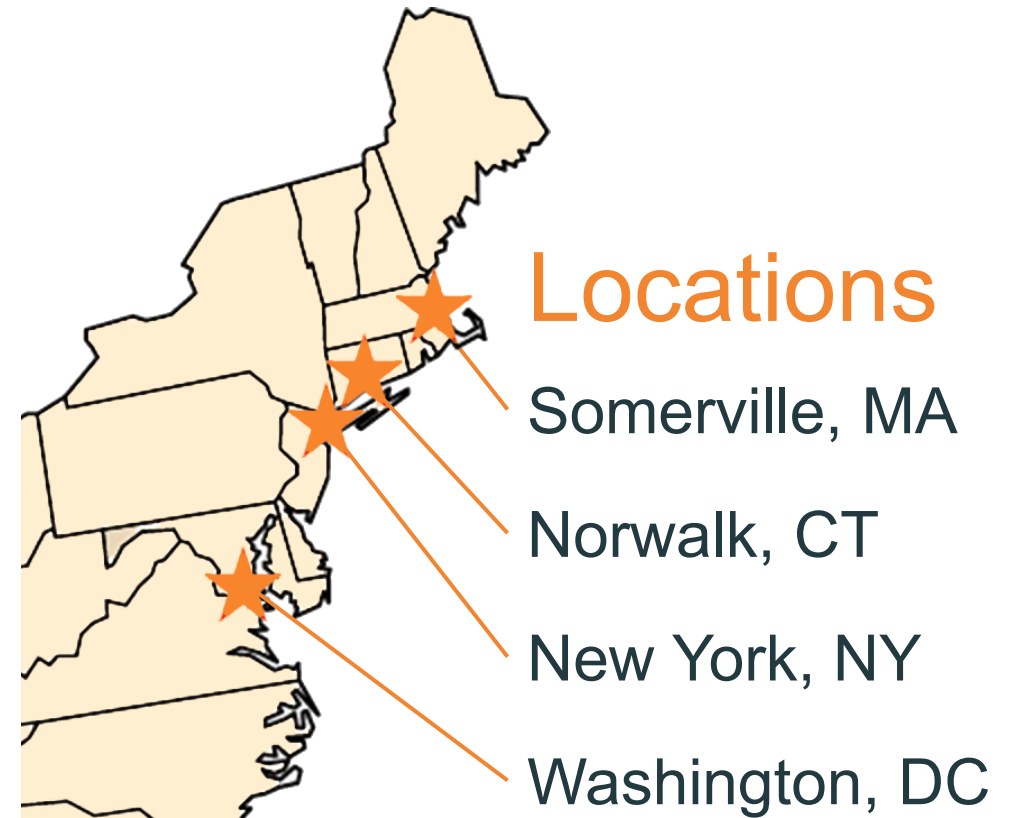 Locations
Somerville, MA
Norwalk, CT
New York, NY
Washington, DC